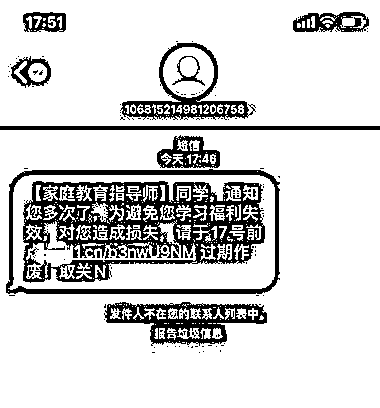 17:51
106815214981206758
短信
今天 17:46
【家庭教育指导师】同学，通知
您多次了，为避免您学习福利失
效，对您造成损失，请于17号前
t.cn/b3nwU9NM 过期作
废！取关N
发件人不在您的联系人列表中。
报告垃圾信息